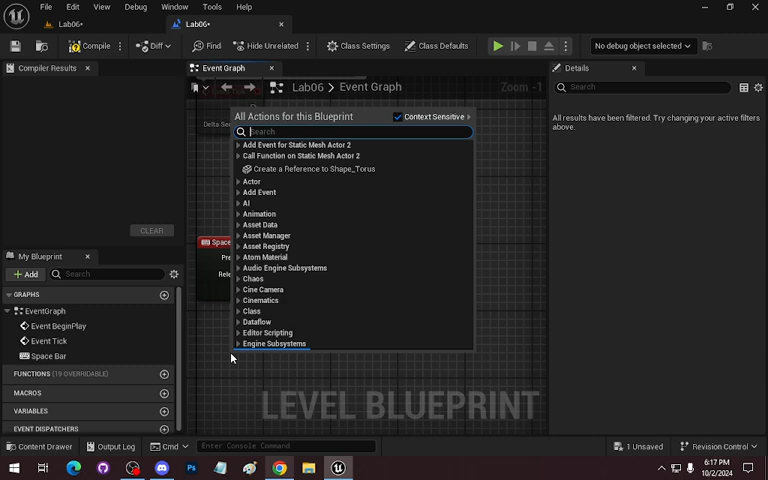 File Edit View Debug Window Tools Help
Lab06• Lab06•
Compile Diff Find Hide Unrelated Class Settings Class Defaults No debug object selected
Compiler Results Event Graph Details
Lab06 Event Graph Zoom -1
Search
All results have been filtered. Try changing your active filters
above.
All Actions for this Blueprint Context Sensitive
Delta Sec
Search
Add Event for Static Mesh Actor 2
Call Function on Static Mesh Actor 2
Create a Reference to Shape_Torus
Actor
Add Event
AI
Animation
Asset Data
Asset Manager
Asset Registry
Atom Material
Audio Engine Subsystems
Chaos
Cine Camera
Cinematics
Class
Dataflow
Editor Scripting
Engine Subsystems
Space
Pre
Rele
CLEAR
My Blueprint
Add Search
GRAPHS
EventGraph
Event BeginPlay
Event Tick
Space Bar
FUNCTIONS (19 OVERRIDABLE)
MACROS
VARIABLES
EVENT DISPATCHERS
LEVEL BLUEPRINT
Content Drawer Output Log Cmd Enter Console Command 1 Unsaved Revision Control
6:17 PM
10/2/2024